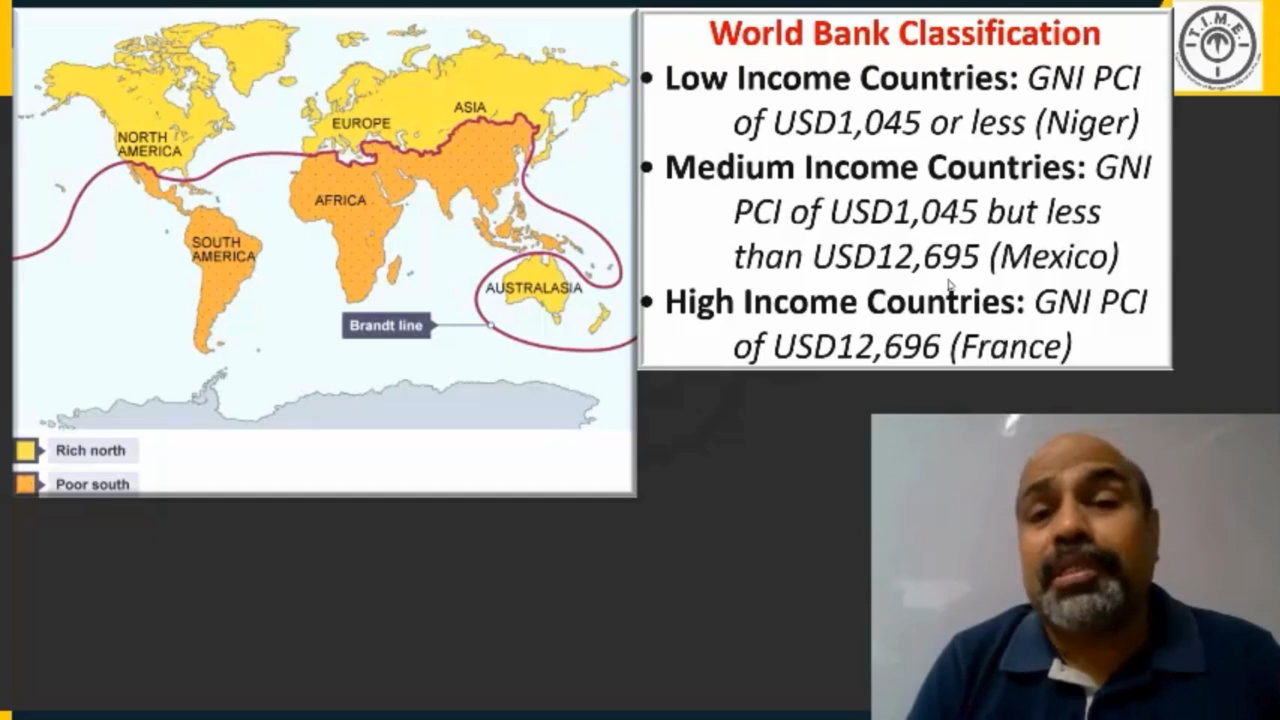 World Bank Classification
• Low Income Countries: GNI PCI
of USD1,045 or less (Niger)
• Medium Income Countries: GNI
PCI of USD1,045 but less
than USD12,695 (Mexico)
• High Income Countries: GNI PCI
of USD12,696 (France)
T.I.M.E
I
NORTH
AMERICA
EUROPE
ASIA
AFRICA
SOUTH
AMERICA
AUSTRALASIA
Brandt line
Rich north
Poor south